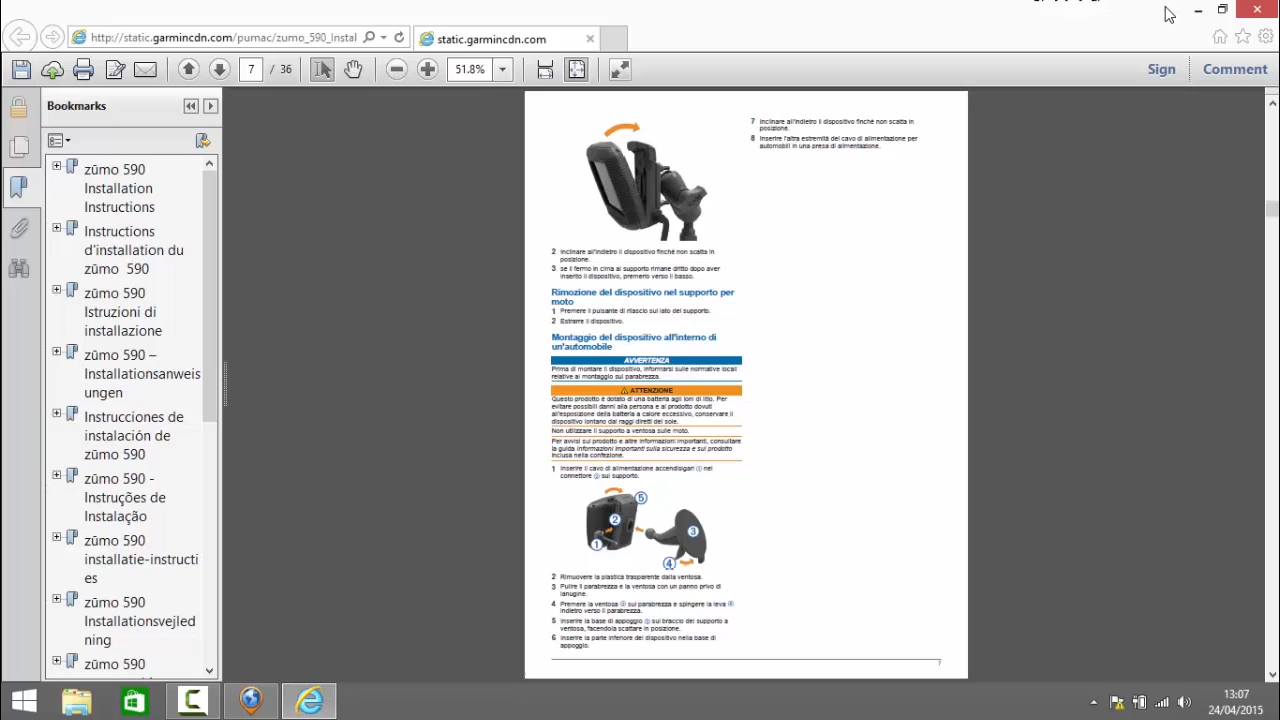 http://static.garmincdn.com/pumac/zumo_590_Instal
static.garmincdn.com
7 / 36
51.8%
Sign
Comment
Bookmarks
zūmo 590
Installation
Instructions
Instructions
d'installation du
zūmo 590
zūmo 590
Istruzioni di
installazione
zūmo 590
Installationsanweis
ungen
Instrucciones de
instalación de
zūmo 590
zūmo 590
Instruções de
Instalação
zūmo 590
installatie-instructi
es
zūmo 590
Installationsvejled
ning
zūmo 590
2 Inclinare all'indietro il dispositivo finché non scatta in
posizione.
3 se il fermo in cima al supporto rimane dritto dopo aver
inserito il dispositivo, premerlo verso il basso.
Rimozione del dispositivo nel supporto per
moto
1 Premere il pulsante di rilascio sul lato del supporto.
2 Estrarre il dispositivo.
Montaggio del dispositivo all'interno di
un'automobile
AVVERTENZA
Prima di montare il dispositivo, informarsi sulle normative locali
relative al montaggio sul parabrezza.
⚠ ATTENZIONE
Questo prodotto è dotato di una batteria agli ioni di litio. Per
evitare possibili danni alla persona e al prodotto dovuti
all'esposizione della batteria a calore eccessivo, conservare il
dispositivo lontano dai raggi diretti del sole.
Non utilizzare il supporto a ventosa sulle moto.
Per avvisi sul prodotto e altre informazioni importanti, consultare
la guida informazioni importanti sulla sicurezza e sul prodotto
inclusa nella confezione.
1 Inserire il cavo di alimentazione accendisigari ① nel
connettore ② sul supporto.
① ② ③ ④ ⑤
2 Rimuovere la plastica trasparente dalla ventosa.
3 Pulire il parabrezza e la ventosa con un panno privo di
lanugine.
4 Premere la ventosa ③ sul parabrezza e spingere la leva ④
indietro verso il parabrezza.
5 Inserire la base di appoggio ⑤ sul braccio del supporto a
ventosa, facendola scattare in posizione.
6 Inserire la parte inferiore del dispositivo nella base di
appoggio.
7 Inclinare all'indietro il dispositivo finché non scatta in
posizione.
8 Inserire l'altra estremità del cavo di alimentazione per
automobili in una presa di alimentazione.
7
13:07
24/04/2015